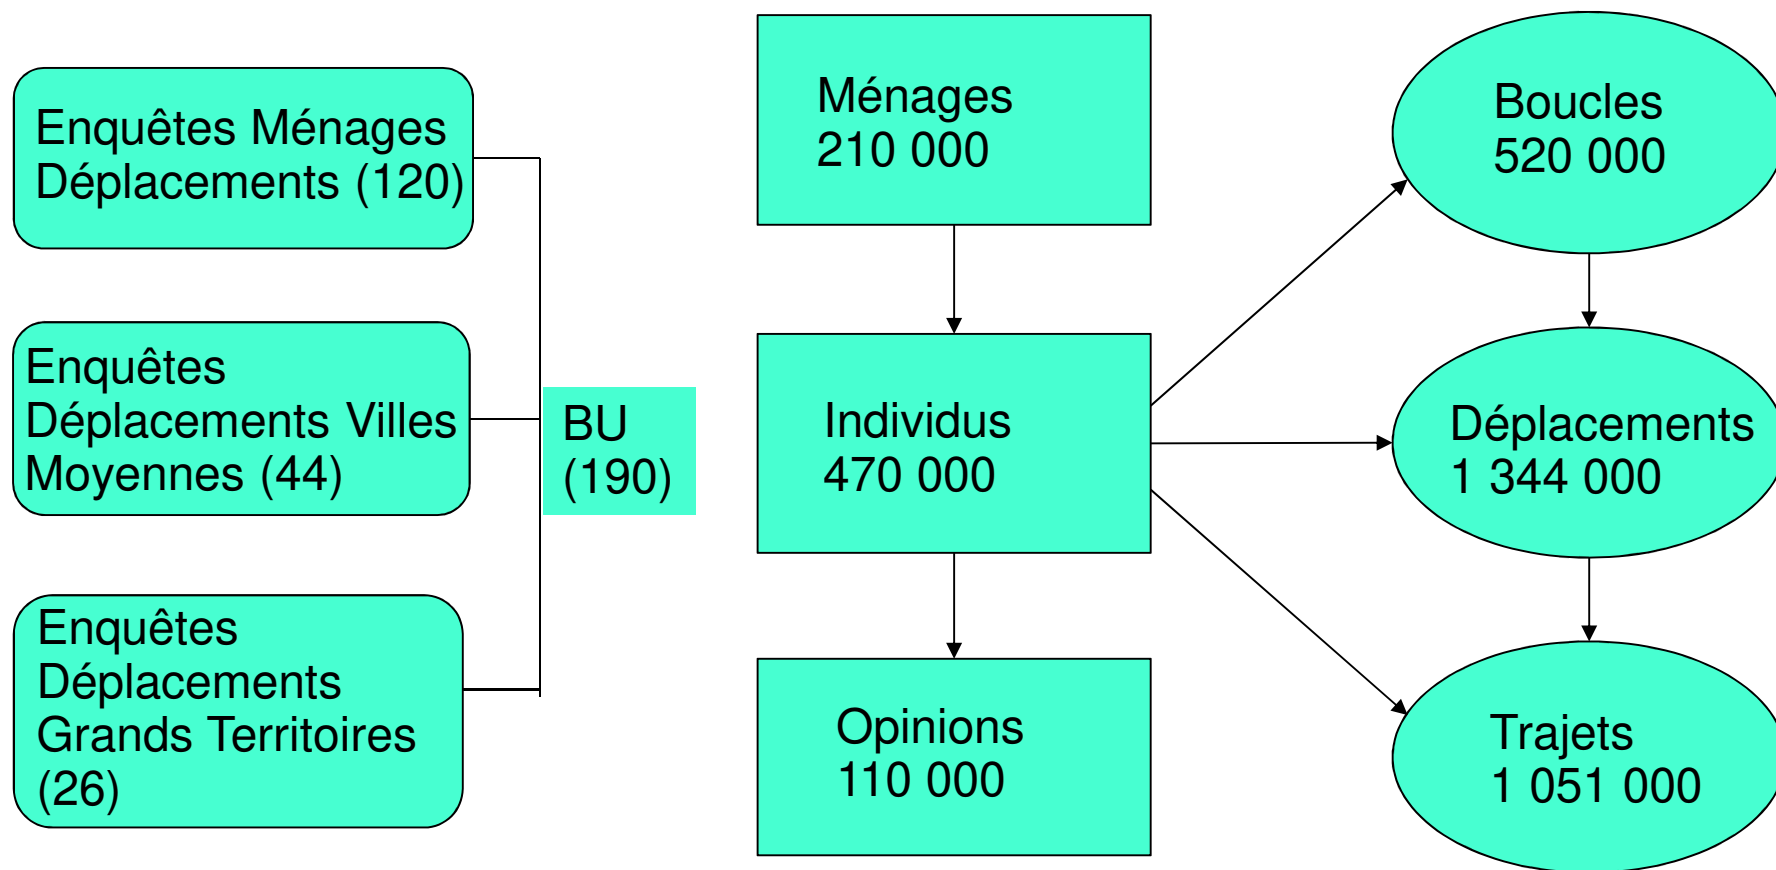 Enquêtes Ménages
Déplacements (120)
Enquêtes
Déplacements Villes
Moyennes (44)
Enquêtes
Déplacements
Grands Territoires
(26)
BU
(190)
Ménages
210 000
Individus
470 000
Opinions
110 000
Boucles
520 000
Déplacements
1 344 000
Trajets
1 051 000